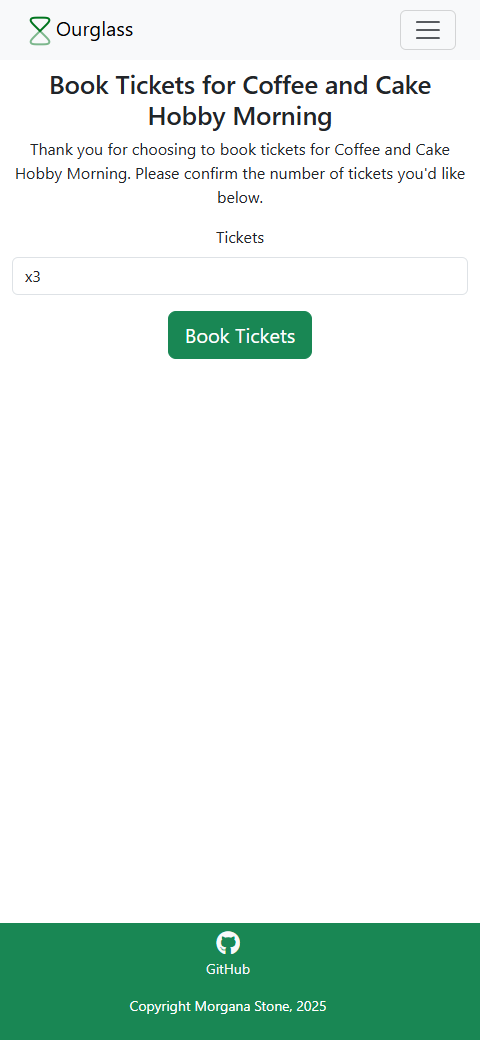 Ourglass
Book Tickets for Coffee and Cake
Hobby Morning
Thank you for choosing to book tickets for Coffee and Cake
Hobby Morning. Please confirm the number of tickets you'd like
below.
Tickets
x3
Book Tickets
GitHub
Copyright Morgana Stone, 2025